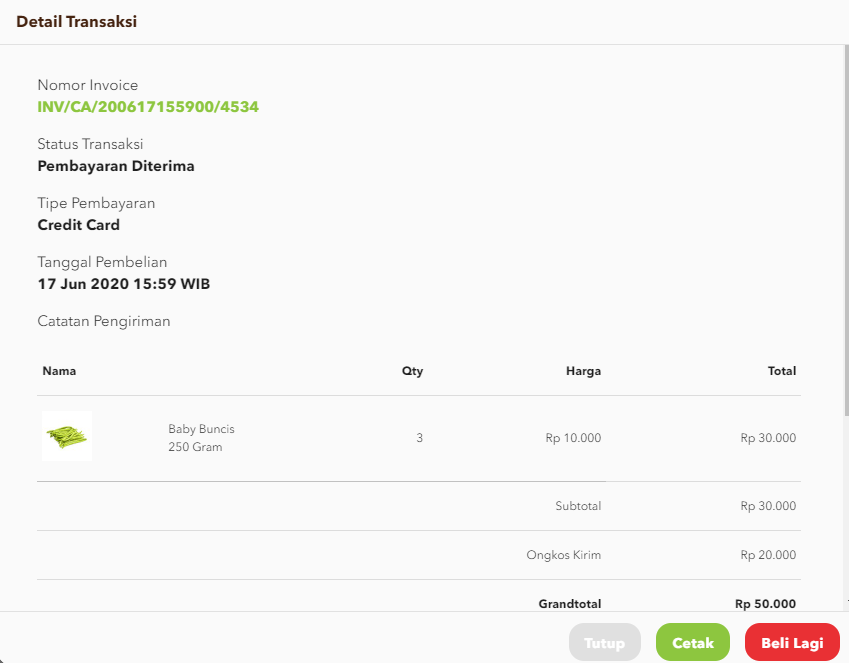 Detail Transaksi
Nomor Invoice
INV/CA/200617155900/4534
Status Transaksi
Pembayaran Diterima
Tipe Pembayaran
Credit Card
Tanggal Pembelian
17 Jun 2020 15:59 WIB
Catatan Pengiriman
Nama Qty Harga Total
Baby Buncis
250 Gram
3 Rp 10.000 Rp 30.000
Subtotal Rp 30.000
Ongkos Kirim Rp 20.000
Grandtotal Rp 50.000
Tutup Cetak Beli Lagi